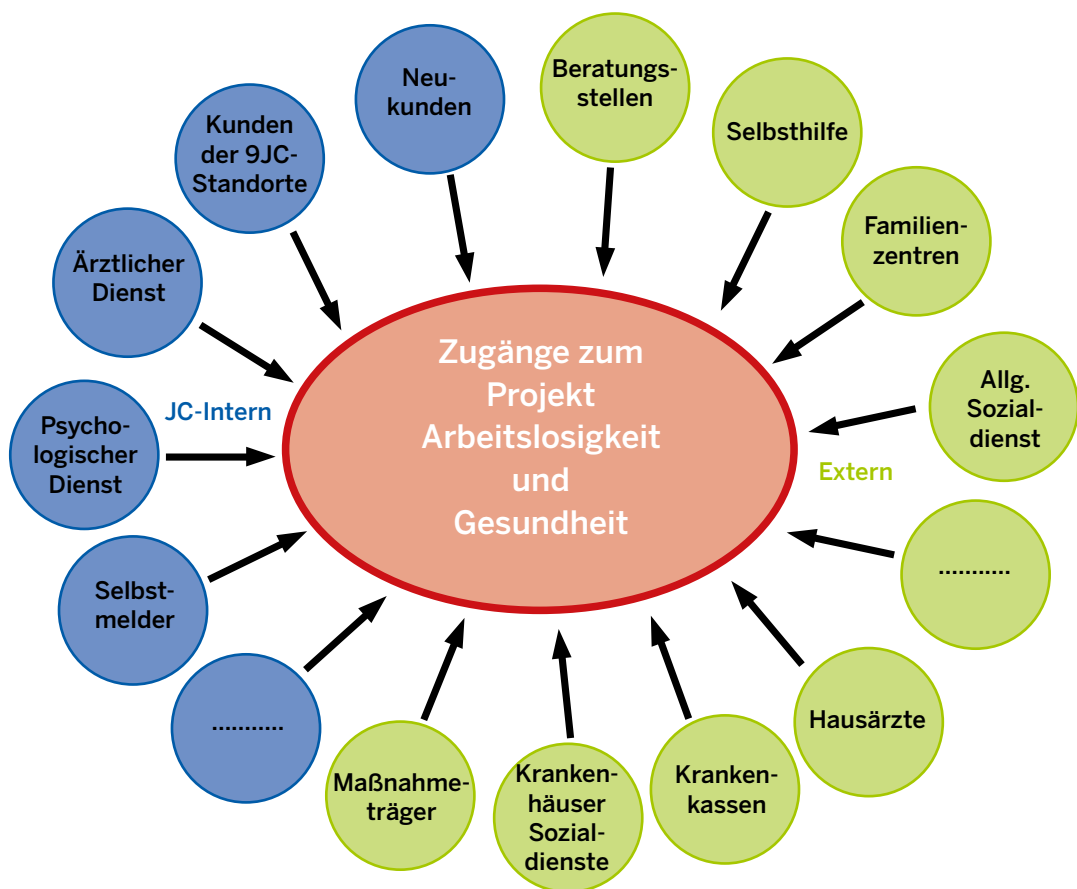 Neu-
kunden
Beratungs-
stellen
Selbsthilfe
Kunden
der 9JC-
Standorte
Familien-
zentren
Ärztlicher
Dienst
Zugänge zum
Projekt
Arbeitslosigkeit
und
Gesundheit
Allg.
Sozial-
dienst
JC-Intern
Psycho-
logischer
Dienst
Extern
...........
Selbst-
melder
...........
Hausärzte
Maßnahme-
träger
Kranken-
häuser
Sozial-
dienste
Kranken-
kassen